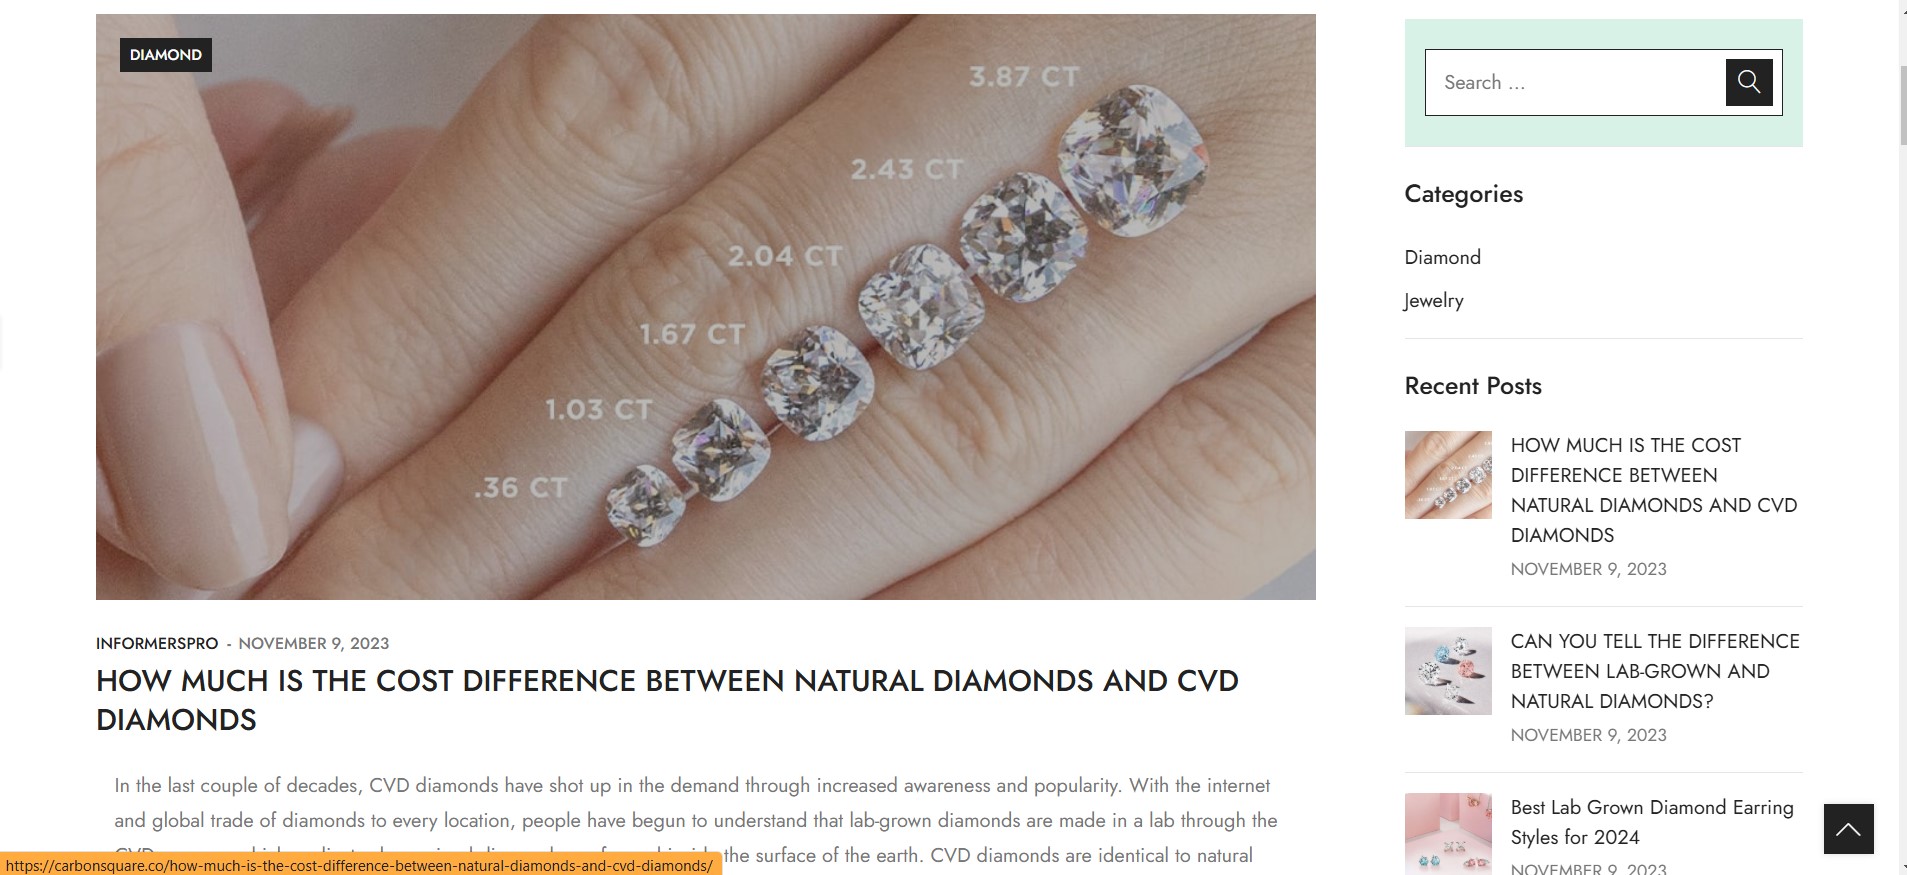 DIAMOND
3.87 CT
2.43 CT
2.04 CT
1.67 CT
1.03 CT
.36 CT
INFORMERSPRO - NOVEMBER 9, 2023
HOW MUCH IS THE COST DIFFERENCE BETWEEN NATURAL DIAMONDS AND CVD
DIAMONDS
In the last couple of decades, CVD diamonds have shot up in the demand through increased awareness and popularity. With the internet
and global trade of diamonds to every location, people have begun to understand that lab-grown diamonds are made in a lab through the
the surface of the earth. CVD diamonds are identical to natural
https://carbonsquare.co/how-much-is-the-cost-difference-between-natural-diamonds-and-cvd-diamonds/
Search ...
Categories
Diamond
Jewelry
Recent Posts
HOW MUCH IS THE COST
DIFFERENCE BETWEEN
NATURAL DIAMONDS AND CVD
DIAMONDS
NOVEMBER 9, 2023
CAN YOU TELL THE DIFFERENCE
BETWEEN LAB-GROWN AND
NATURAL DIAMONDS?
NOVEMBER 9, 2023
Best Lab Grown Diamond Earring
Styles for 2024
NOVEMBER 9, 2023